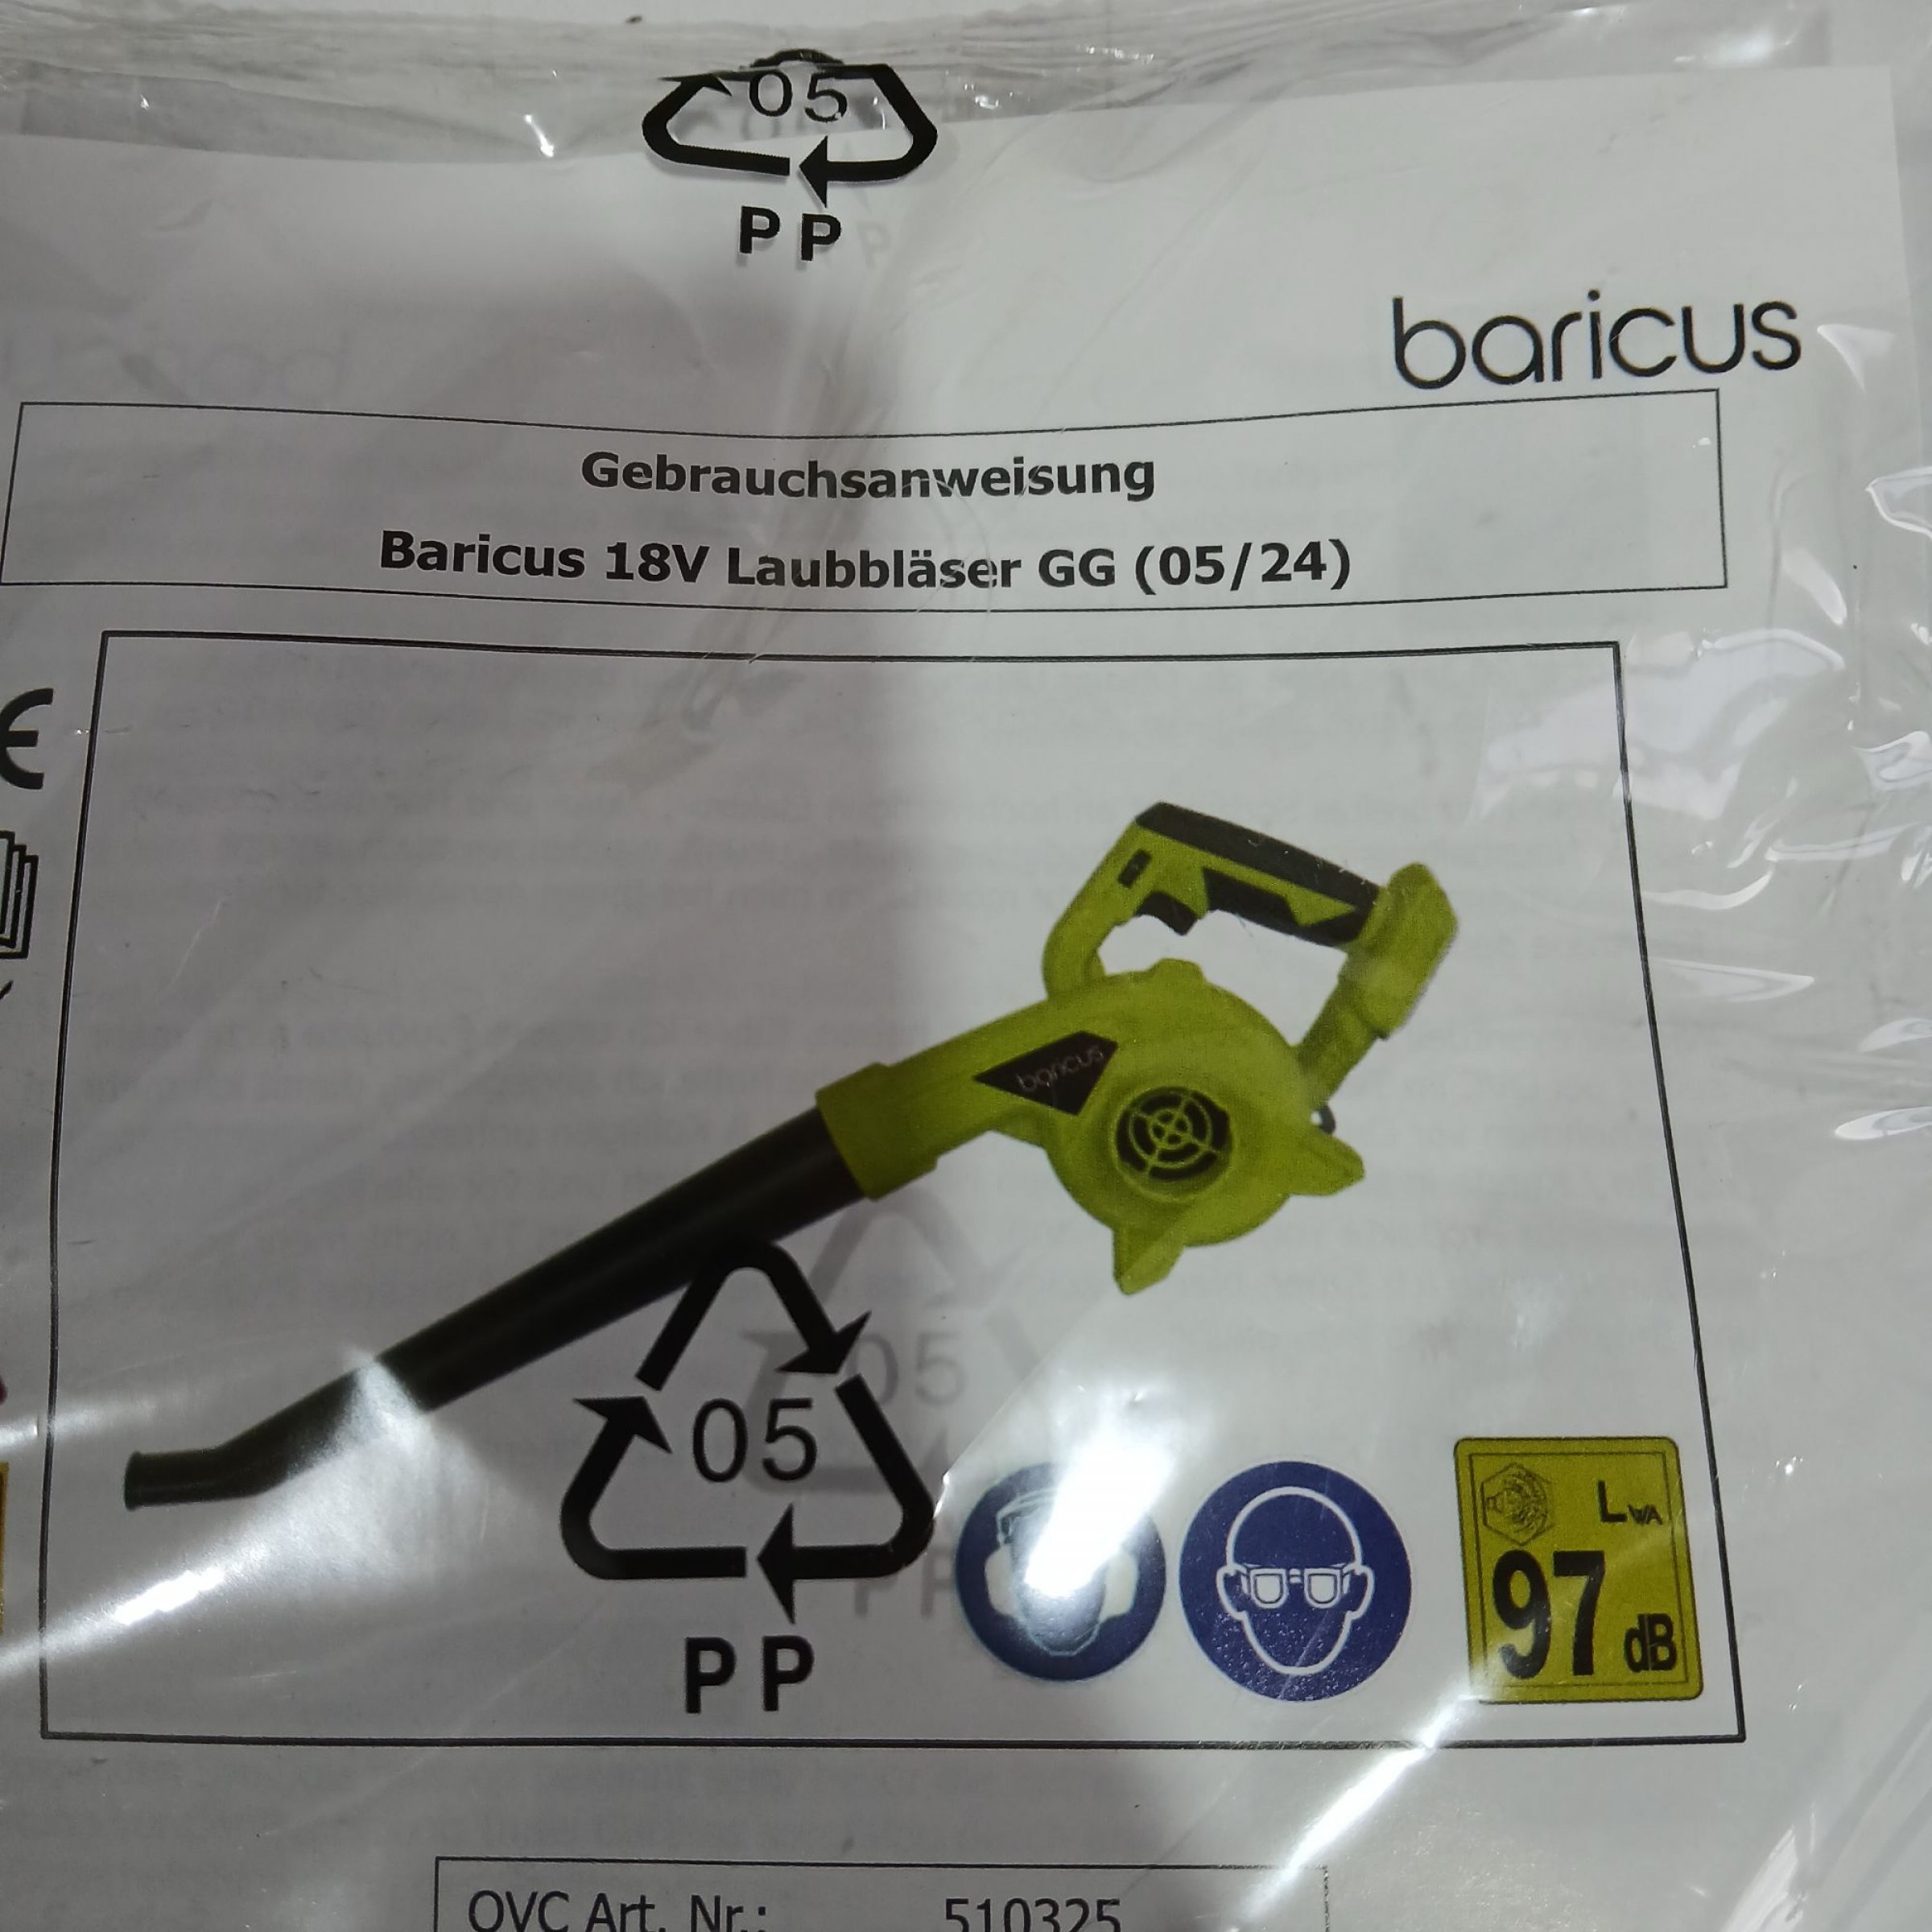 05
PP
baricus
Gebrauchsanweisung
Baricus 18V Laubbläser GG (05/24)
CE
baricus
05
PP
LWA
97 dB
OVC Art. Nr.: 510325